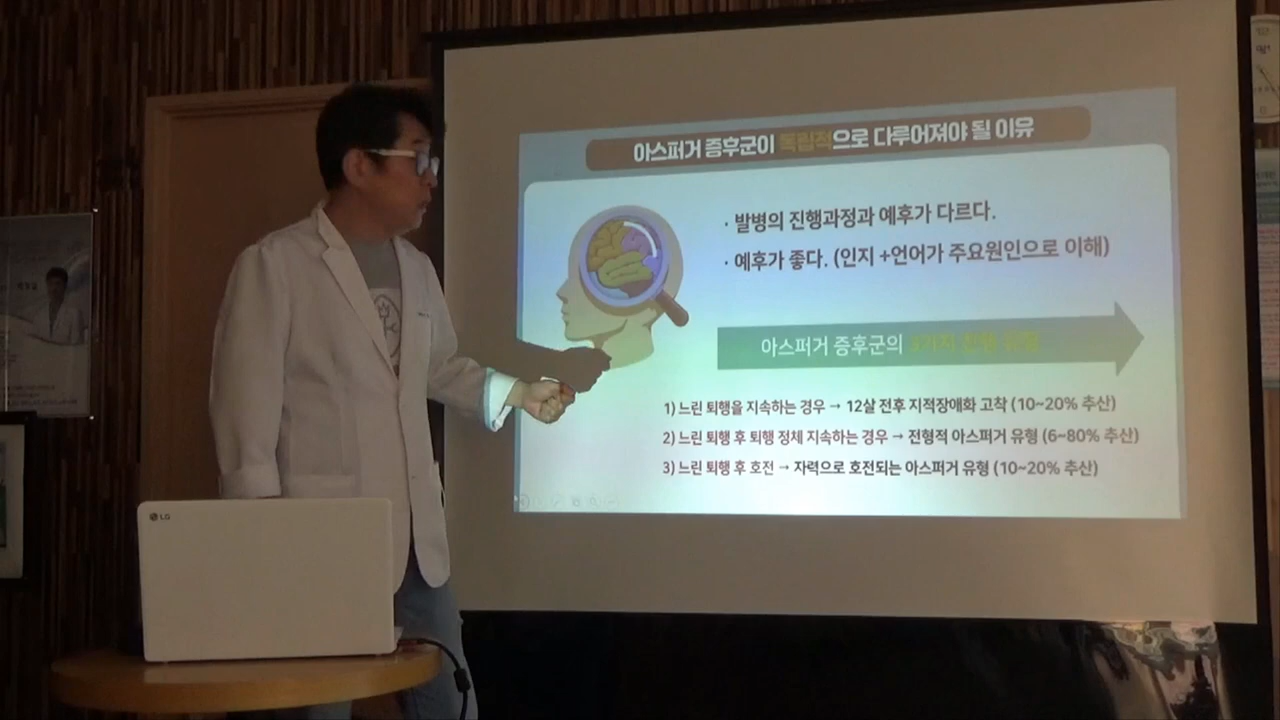 아스퍼거 증후군이 독립적으로 다루어져야 될 이유
· 발병의 진행과정과 예후가 다르다.
· 예후가 좋다. (인지 +언어가 주요원인으로 이해)
아스퍼거 증후군의 3가지 진행 유형
1) 느린 퇴행을 지속하는 경우 → 12살 전후 지적장애화 고착 (10~20% 추산)
2) 느린 퇴행 후 퇴행 정체 지속하는 경우 → 전형적 아스퍼거 유형 (6~80% 추산)
3) 느린 퇴행 후 호전 → 자력으로 호전되는 아스퍼거 유형 (10~20% 추산)
LG